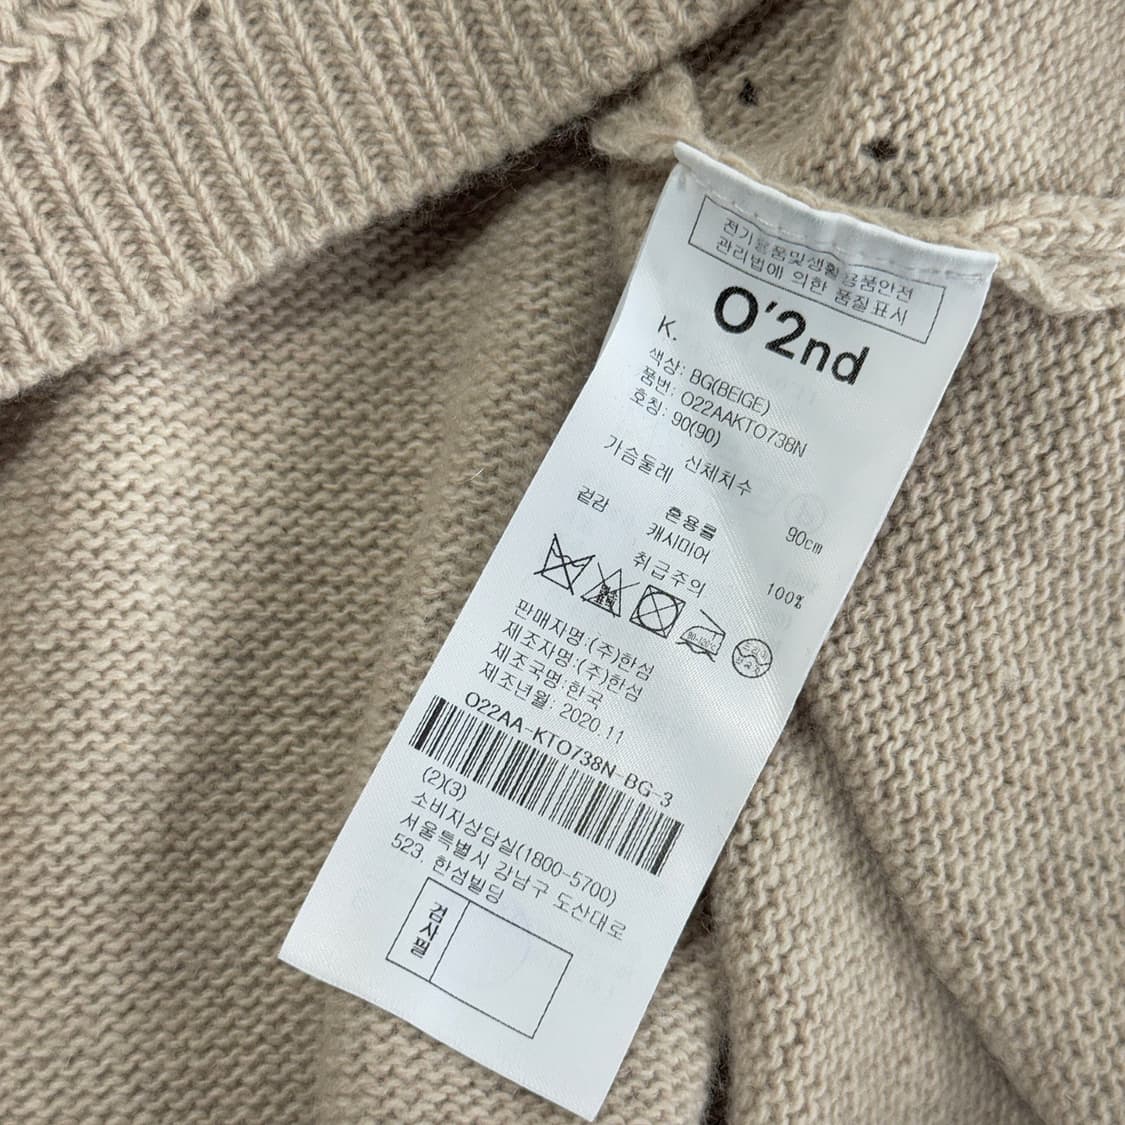 전기용품및생활용품안전
관리법에 의한 품질표시
O'2nd
K.
색상: BG(BEIGE)
품번: O22AAKTO738N
호칭: 90(90)
신체치수
가슴둘레 90cm
혼용률
겉감 캐시미어 100%
취급주의
80-120℃
드라이
판매자명:(주)한섬
제조자명:(주)한섬
제조국명:한국
제조년월: 2020.11
O22AA-KTO738N-BG-3
(2)(3)
소비자상담실(1800-5700)
서울특별시 강남구 도산대로
523, 한섬빌딩
검사필